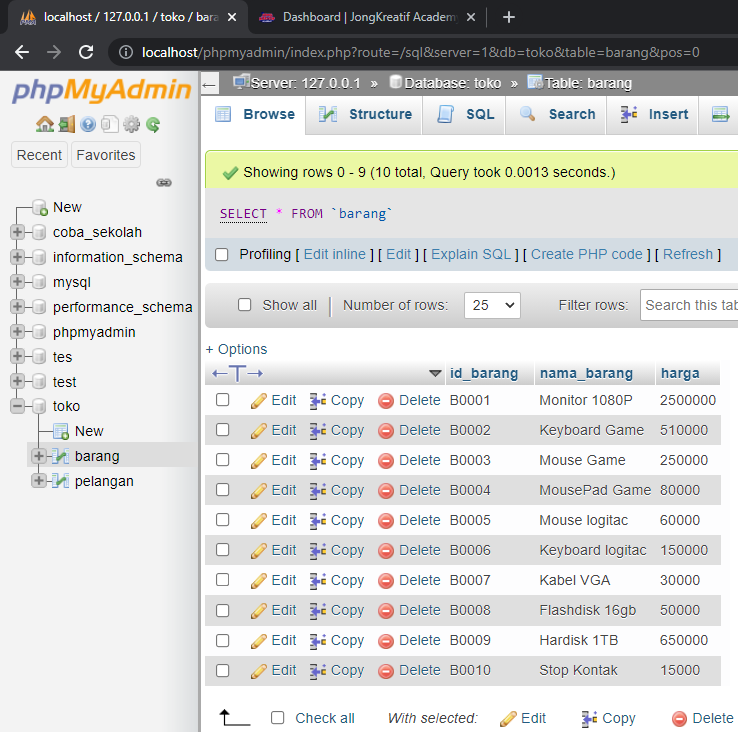 localhost / 127.0.0.1 / toko / bara
Dashboard | JongKreatif Academy
localhost/phpmyadmin/index.php?route=/sql&server=1&db=toko&table=barang&pos=0
phpMyAdmin
Recent Favorites
New
coba_sekolah
information_schema
mysql
performance_schema
phpmyadmin
tes
test
toko
New
barang
pelangan
Server: 127.0.0.1 » Database: toko » Table: barang
Browse Structure SQL Search Insert
Showing rows 0 - 9 (10 total, Query took 0.0013 seconds.)
SELECT * FROM `barang`
Profiling [ Edit inline ] [ Edit ] [ Explain SQL ] [ Create PHP code ] [ Refresh ]
Show all | Number of rows: 25 Filter rows: Search this tab
+ Options
←T→ id_barang nama_barang harga
Edit Copy Delete B0001 Monitor 1080P 2500000
Edit Copy Delete B0002 Keyboard Game 510000
Edit Copy Delete B0003 Mouse Game 250000
Edit Copy Delete B0004 MousePad Game 80000
Edit Copy Delete B0005 Mouse logitac 60000
Edit Copy Delete B0006 Keyboard logitac 150000
Edit Copy Delete B0007 Kabel VGA 30000
Edit Copy Delete B0008 Flashdisk 16gb 50000
Edit Copy Delete B0009 Hardisk 1TB 650000
Edit Copy Delete B0010 Stop Kontak 15000
Check all With selected: Edit Copy Delete